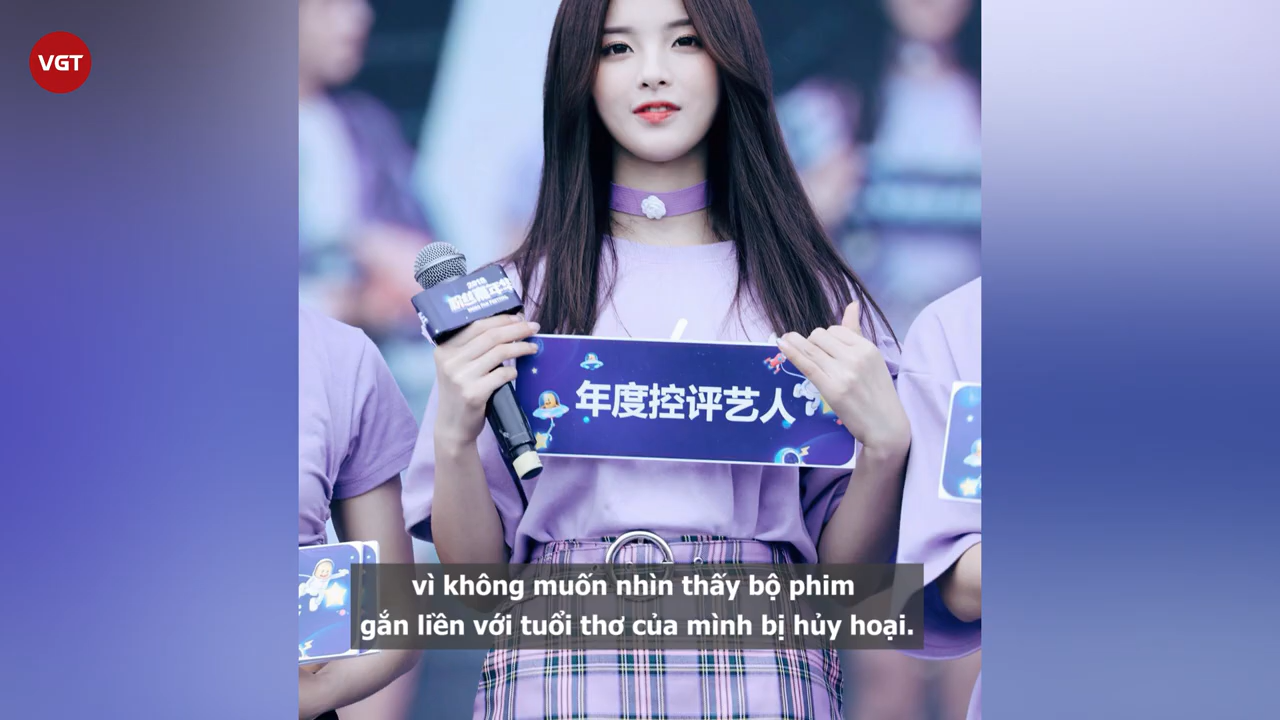 VGT
2018
年度控评艺人
vì không muốn nhìn thấy bộ phim
gắn liền với tuổi thơ của mình bị hủy hoại.